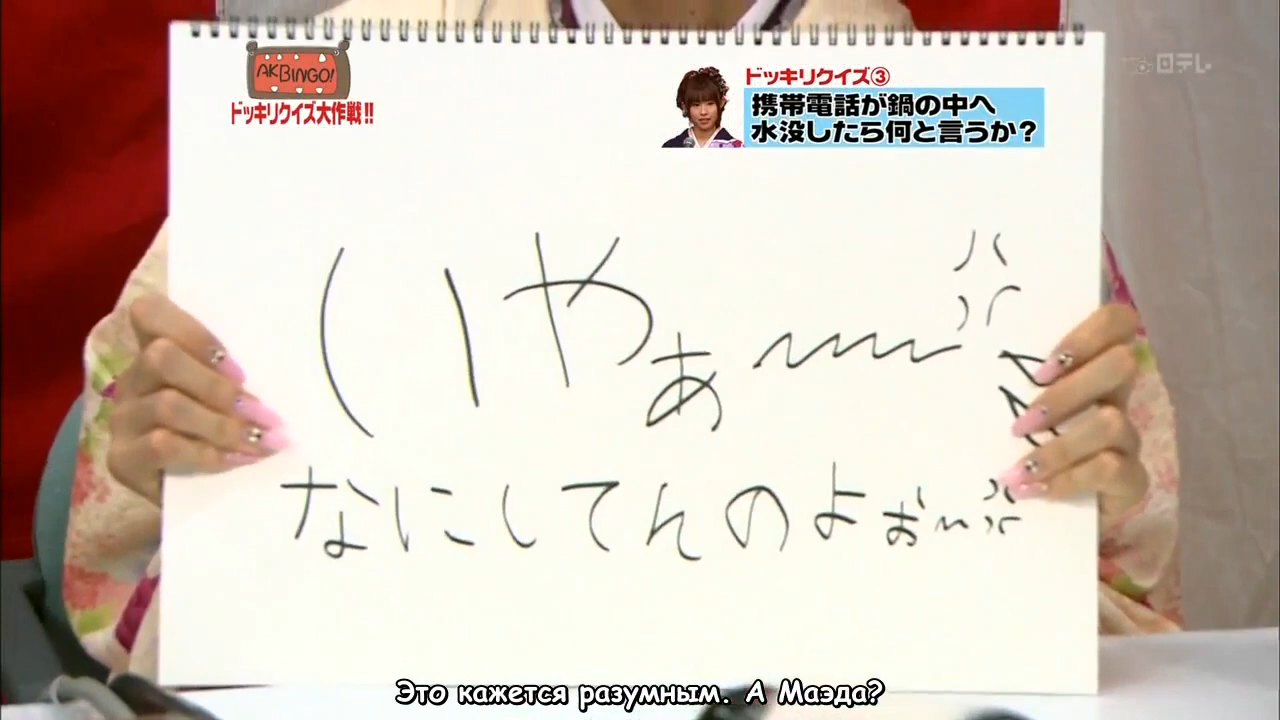 AKBINGO!
ドッキリクイズ大作戦!!
ドッキリクイズ③
携帯電話が鍋の中へ
水没したら何と言うか?
日テレ
いやぁ〜
なにしてんのよぉ〜
Это кажется разумным. А Маэда?